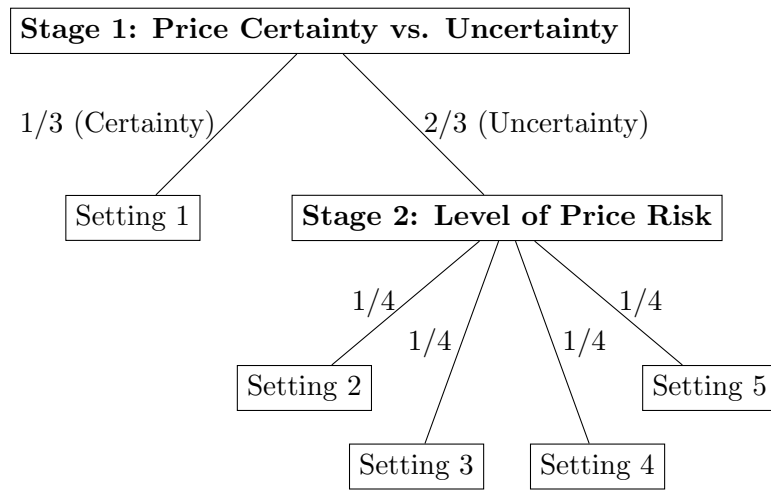 Stage 1: Price Certainty vs. Uncertainty
1/3 (Certainty)
2/3 (Uncertainty)
Setting 1
Stage 2: Level of Price Risk
1/4
1/4
1/4
1/4
Setting 2
Setting 5
Setting 3
Setting 4